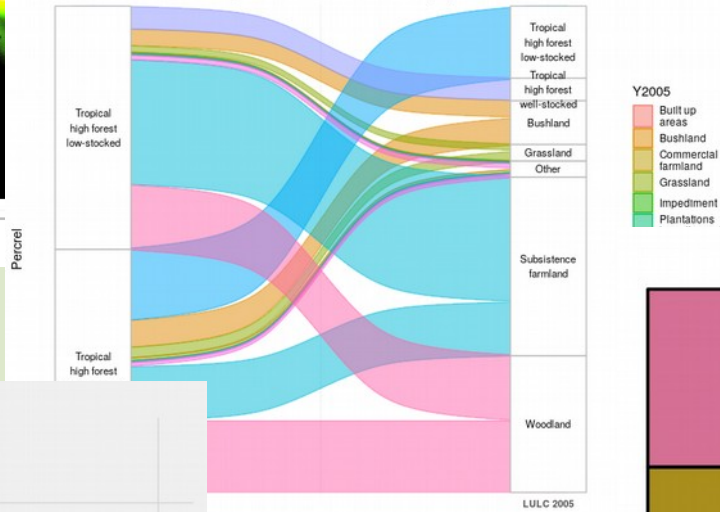 Percrel
Tropical
high forest
low-stocked
Tropical
high forest
Tropical
high forest
low-stocked
Tropical
high forest
well-stocked
Bushland
Grassland
Other
Subsistence
farmland
Woodland
LULC 2005
Y2005
Built up
areas
Bushland
Commercial
farmland
Grassland
Impediment
Plantations